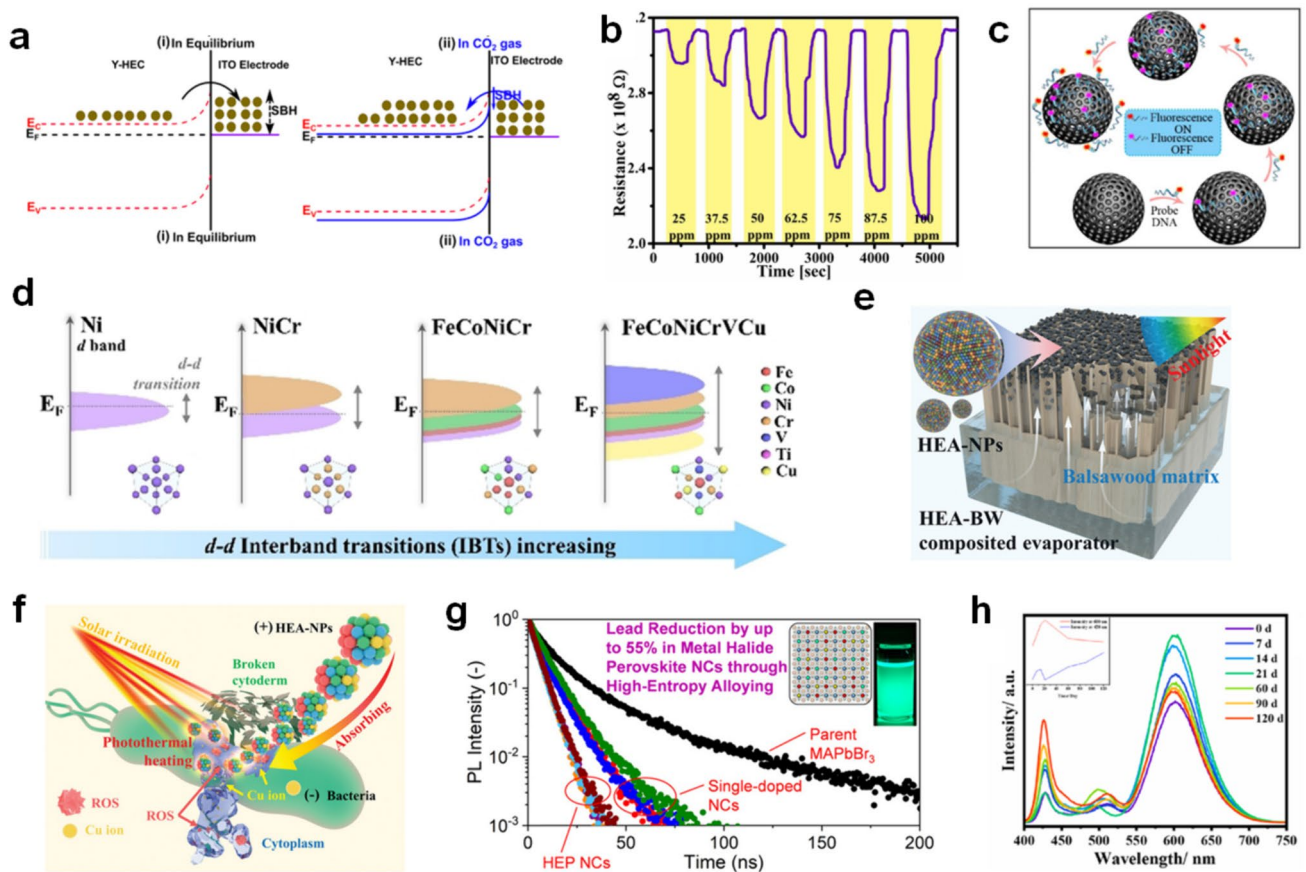 a
(i) In Equilibrium
Y-HEC
ITO Electrode
SBH
E_C
E_F
E_V
(i) In Equilibrium
(ii) In CO2 gas
Y-HEC
ITO Electrode
SBH
E_C
E_F
E_V
(ii) In CO2 gas
b
Resistance (x 10^8 Ω)
.2
2.8
2.4
2.0
25 ppm
37.5 ppm
50 ppm
62.5 ppm
75 ppm
87.5 ppm
100 ppm
0 1000 2000 3000 4000 5000
Time [sec]
c
Fluorescence
ON
Fluorescence
OFF
Probe
DNA
d
Ni
d band
d-d
transition
E_F
NiCr
E_F
FeCoNiCr
E_F
FeCoNiCrVCu
E_F
Fe
Co
Ni
Cr
V
Ti
Cu
d-d Interband transitions (IBTs) increasing
e
Sunlight
HEA-NPs
Balsawood matrix
HEA-BW
composited evaporator
f
Solar irradiation
(+) HEA-NPs
Broken
cytoderm
Absorbing
Photothermal
heating
Cu ion
(-) Bacteria
ROS
Cu ion
ROS
Cytoplasm
g
PL Intensity (-)
10^0
10^-1
10^-2
10^-3
Lead Reduction by up
to 55% in Metal Halide
Perovskite NCs through
High-Entropy Alloying
Parent
MAPbBr3
Single-doped
NCs
HEP NCs
0 50 100 150 200
Time (ns)
h
Intensity/ a.u.
0 d
7 d
14 d
21 d
60 d
90 d
120 d
400 450 500 550 600 650 700 750
Wavelength/ nm